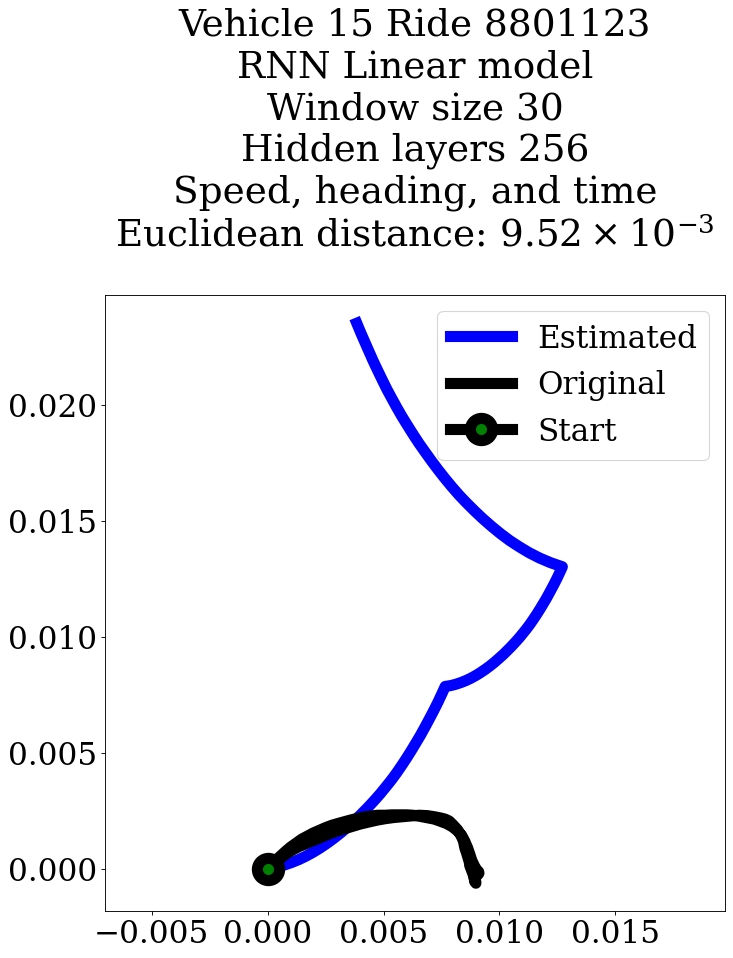 Vehicle 15 Ride 8801123
RNN Linear model
Window size 30
Hidden layers 256
Speed, heading, and time
Euclidean distance: 9.52 × 10⁻³
Estimated
Original
Start
0.020
0.015
0.010
0.005
0.000
−0.005 0.000 0.005 0.010 0.015